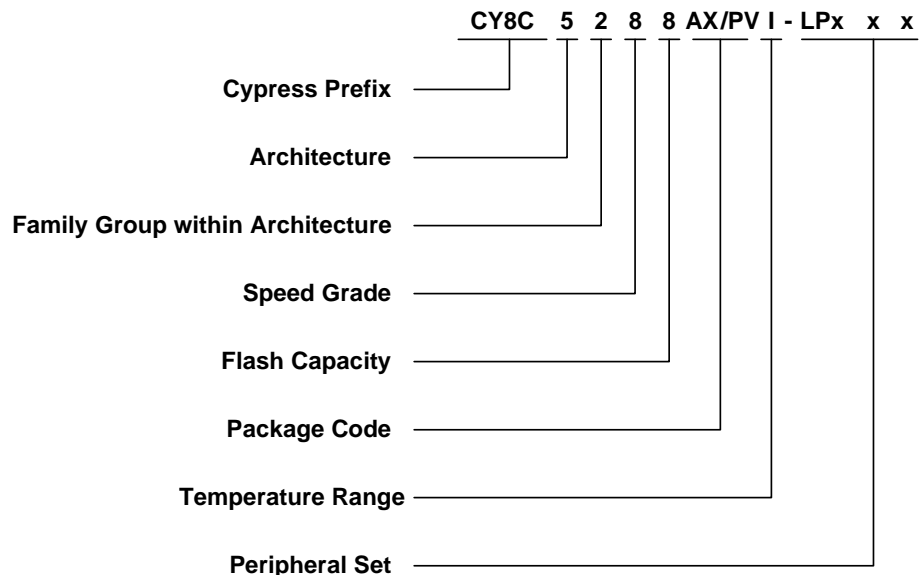 CY8C 5 2 8 8 AX/PV I - LPx x x
Cypress Prefix
Architecture
Family Group within Architecture
Speed Grade
Flash Capacity
Package Code
Temperature Range
Peripheral Set